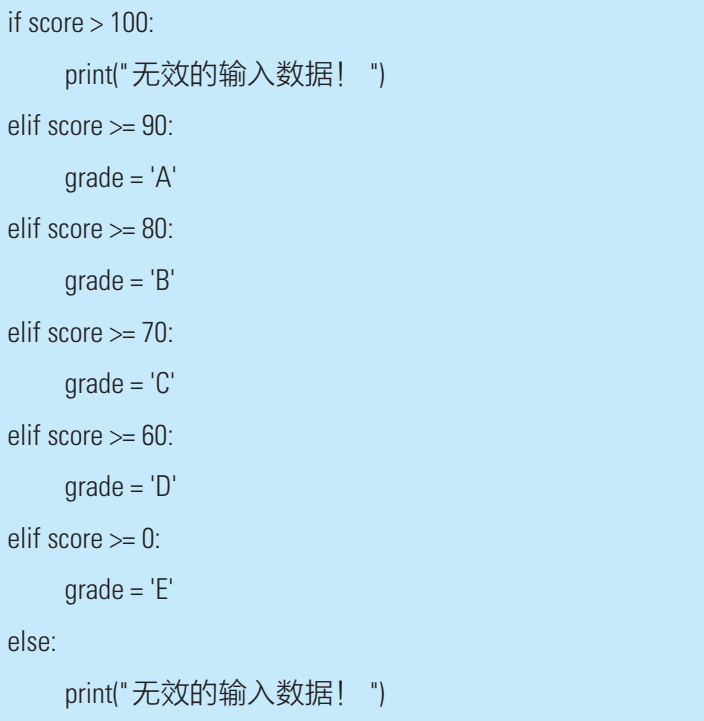 if score > 100:
print("无效的输入数据！ ")
elif score >= 90:
grade = 'A'
elif score >= 80:
grade = 'B'
elif score >= 70:
grade = 'C'
elif score >= 60:
grade = 'D'
elif score >= 0:
grade = 'E'
else:
print("无效的输入数据！ ")